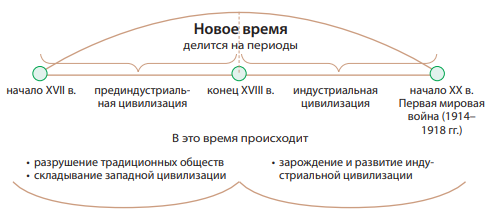 Новое время
делится на периоды
начало XVII в.
прединдустриаль-
ная цивилизация
конец XVIII в.
индустриальная
цивилизация
начало XX в.
Первая мировая
война (1914–
1918 гг.)
В это время происходит
• разрушение традиционных обществ
• складывание западной цивилизации
• зарождение и развитие инду-
стриальной цивилизации